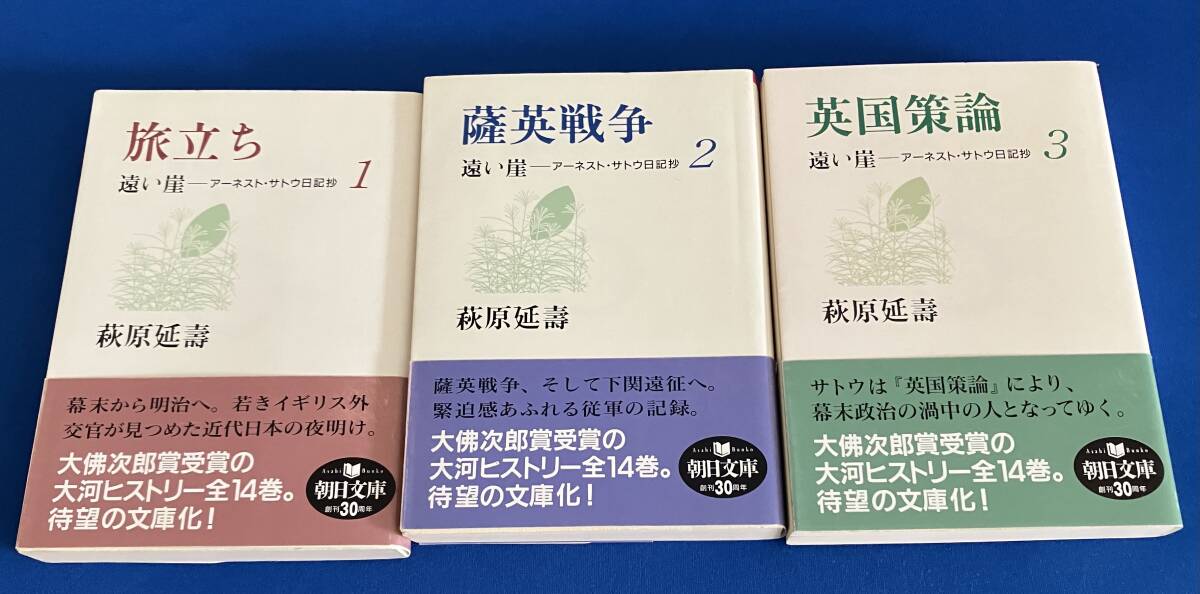 旅立ち
遠い崖―アーネスト・サトウ日記抄 1
萩原延壽
幕末から明治へ。若きイギリス外
交官が見つめた近代日本の夜明け。
大佛次郎賞受賞の
大河ヒストリー全14巻。
待望の文庫化!
Asahi Bunko
朝日文庫
創刊30周年
薩英戦争
遠い崖―アーネスト・サトウ日記抄 2
萩原延壽
薩英戦争、そして下関遠征へ。
緊迫感あふれる従軍の記録。
大佛次郎賞受賞の
大河ヒストリー全14巻。
待望の文庫化!
Asahi Bunko
朝日文庫
創刊30周年
英国策論
遠い崖―アーネスト・サトウ日記抄 3
萩原延壽
サトウは『英国策論』により、
幕末政治の渦中の人となってゆく。
大佛次郎賞受賞の
大河ヒストリー全14巻。
待望の文庫化!
Asahi Bunko
朝日文庫
創刊30周年